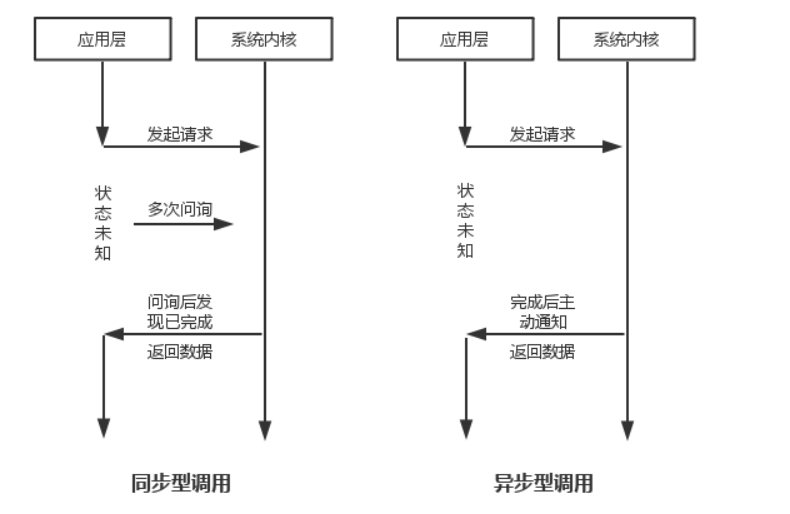 应用层
系统内核
发起请求
状态未知
多次问询
问询后发
现已完成
返回数据
同步型调用
应用层
系统内核
发起请求
状态未知
完成后主
动通知
返回数据
异步型调用